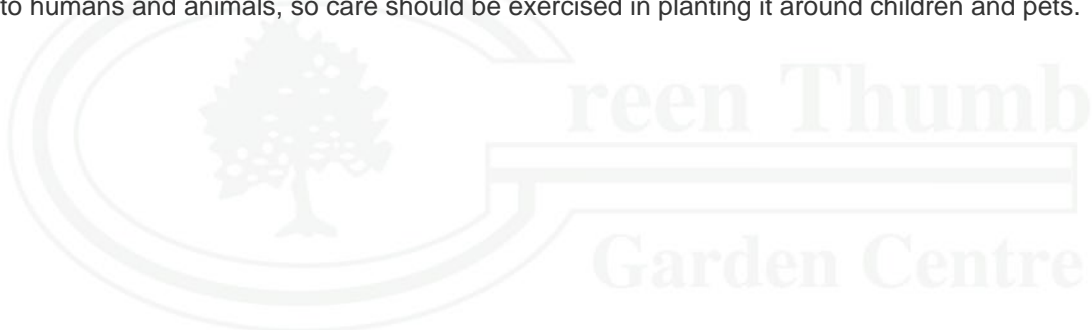 to humans and animals, so care should be exercised in planting it around children and pets.
reen Thumb
Garden Centre